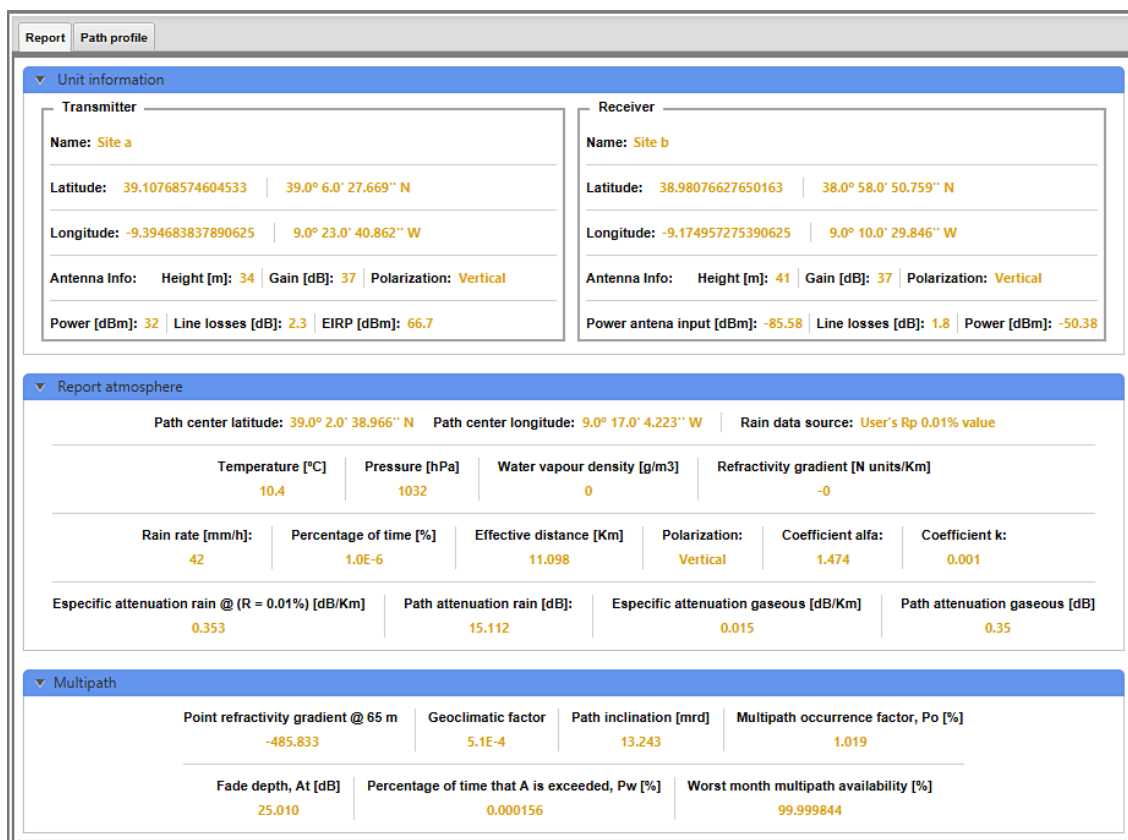 Report Path profile
Unit information
Transmitter
Name: Site a
Latitude: 39.10768574604533 39.0º 6.0' 27.669'' N
Longitude: -9.394683837890625 9.0º 23.0' 40.862'' W
Antenna Info: Height [m]: 34 Gain [dB]: 37 Polarization: Vertical
Power [dBm]: 32 Line losses [dB]: 2.3 EIRP [dBm]: 66.7
Receiver
Name: Site b
Latitude: 38.98076627650163 38.0º 58.0' 50.759'' N
Longitude: -9.174957275390625 9.0º 10.0' 29.846'' W
Antenna Info: Height [m]: 41 Gain [dB]: 37 Polarization: Vertical
Power antena input [dBm]: -85.58 Line losses [dB]: 1.8 Power [dBm]: -50.38
Report atmosphere
Path center latitude: 39.0º 2.0' 38.966'' N Path center longitude: 9.0º 17.0' 4.223'' W Rain data source: User's Rp 0.01% value
Temperature [ºC] Pressure [hPa] Water vapour density [g/m3] Refractivity gradient [N units/Km]
10.4 1032 0 -0
Rain rate [mm/h]: Percentage of time [%] Effective distance [Km] Polarization: Coefficient alfa: Coefficient k:
42 1.0E-6 11.098 Vertical 1.474 0.001
Especific attenuation rain @ (R = 0.01%) [dB/Km] Path attenuation rain [dB]: Especific attenuation gaseous [dB/Km] Path attenuation gaseous [dB]
0.353 15.112 0.015 0.35
Multipath
Point refractivity gradient @ 65 m Geoclimatic factor Path inclination [mrd] Multipath occurrence factor, Po [%]
-485.833 5.1E-4 13.243 1.019
Fade depth, At [dB] Percentage of time that A is exceeded, Pw [%] Worst month multipath availability [%]
25.010 0.000156 99.999844